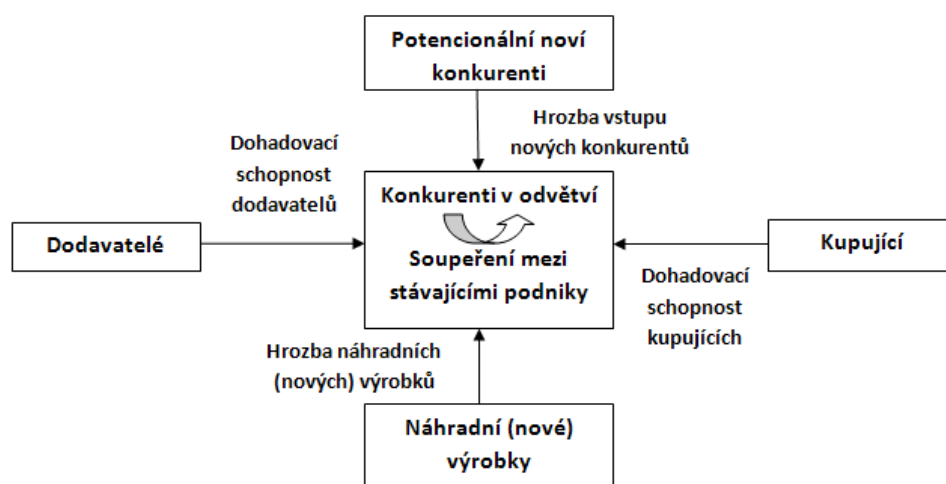 Potencionální noví
konkurenti
Hrozba vstupu
nových konkurentů
Dohadovací
schopnost
dodavatelů
Konkurenti v odvětví
Soupeření mezi
stávajícími podniky
Dodavatelé
Kupující
Dohadovací
schopnost
kupujících
Hrozba náhradních
(nových) výrobků
Náhradní (nové)
výrobky